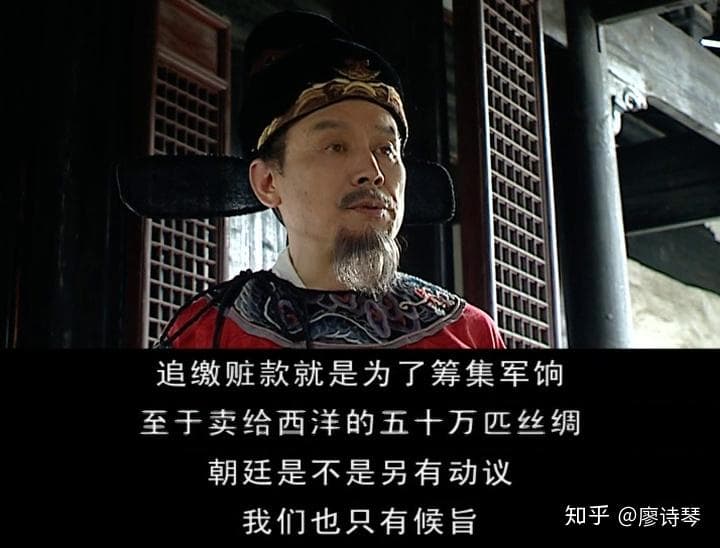 追缴赃款就是为了筹集军饷
至于卖给西洋的五十万匹丝绸
朝廷是不是另有动议
我们也只有候旨
知乎 @廖诗琴